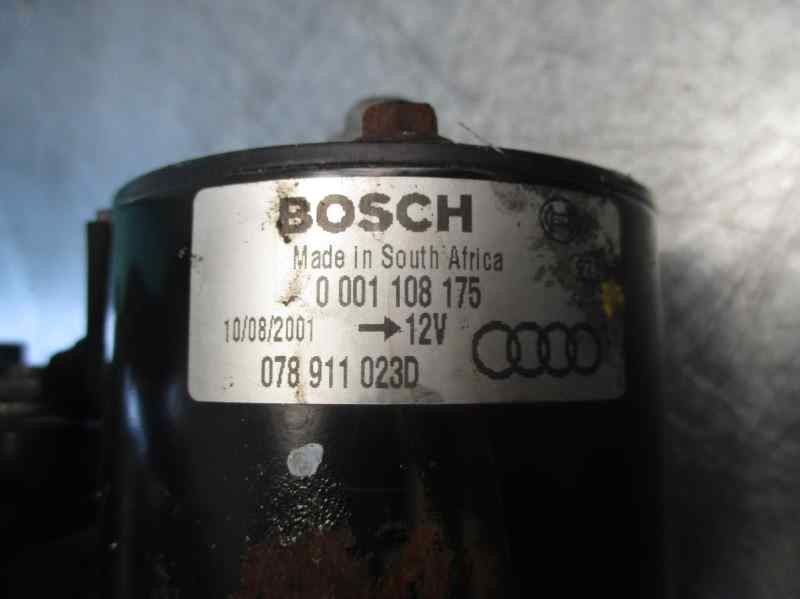 BOSCH
Made in South Africa
0 001 108 175
10/08/2001 → 12V
078 911 023D